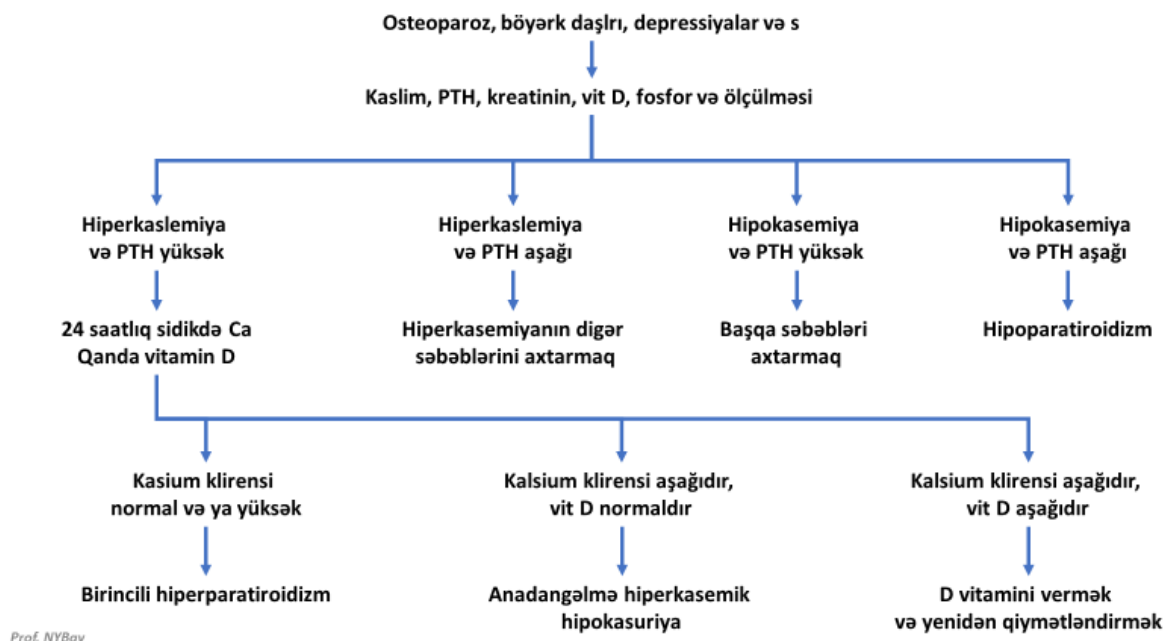 Osteoparoz, böyərk daşlrı, depressiyalar və s
Kaslim, PTH, kreatinin, vit D, fosfor və ölçülməsi
Hiperkaslemiya
və PTH yüksək
Hiperkaslemiya
və PTH aşağı
Hipokasemiya
və PTH yüksək
Hipokasemiya
və PTH aşağı
24 saatlıq sidikdə Ca
Qanda vitamin D
Hiperkasemiyanın digər
səbəblərini axtarmaq
Başqa səbəbləri
axtarmaq
Hipoparatiroidizm
Kasium klirensi
normal və ya yüksək
Kalsium klirensi aşağıdır,
vit D normaldır
Kalsium klirensi aşağıdır,
vit D aşağıdır
Birincili hiperparatiroidizm
Anadangəlmə hiperkasemik
hipokasuriya
D vitamini vermək
və yenidən qiymətləndirmək
Prof. NYBay